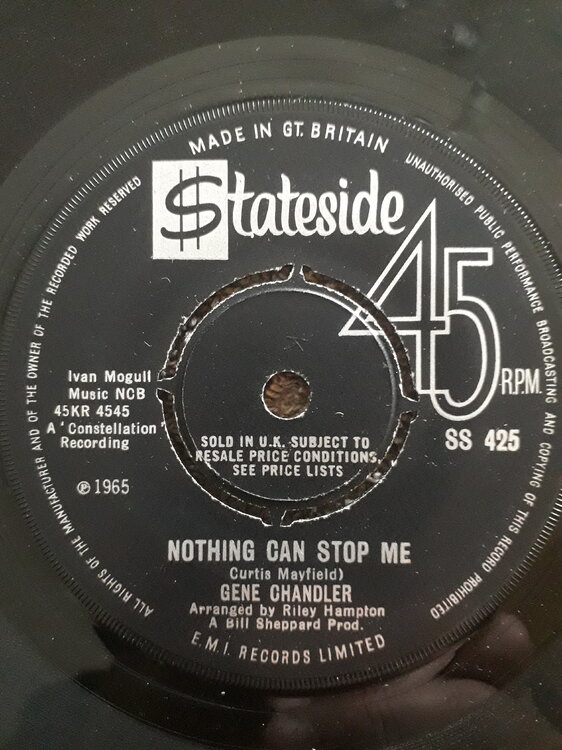 MADE IN GT. BRITAIN
$tateside
45 R.P.M.
SS 425
Ivan Mogull
Music NCB
45KR 4545
A 'Constellation'
Recording
℗ 1965
SOLD IN U.K. SUBJECT TO
RESALE PRICE CONDITIONS,
SEE PRICE LISTS
NOTHING CAN STOP ME
Curtis Mayfield)
GENE CHANDLER
Arranged by Riley Hampton
A Bill Sheppard Prod.
E.M.I. RECORDS LIMITED
ALL RIGHTS OF THE MANUFACTURER AND OF THE OWNER OF THE RECORDED WORK RESERVED
UNAUTHORISED PUBLIC PERFORMANCE BROADCASTING AND COPYING OF THIS RECORD PROHIBITED